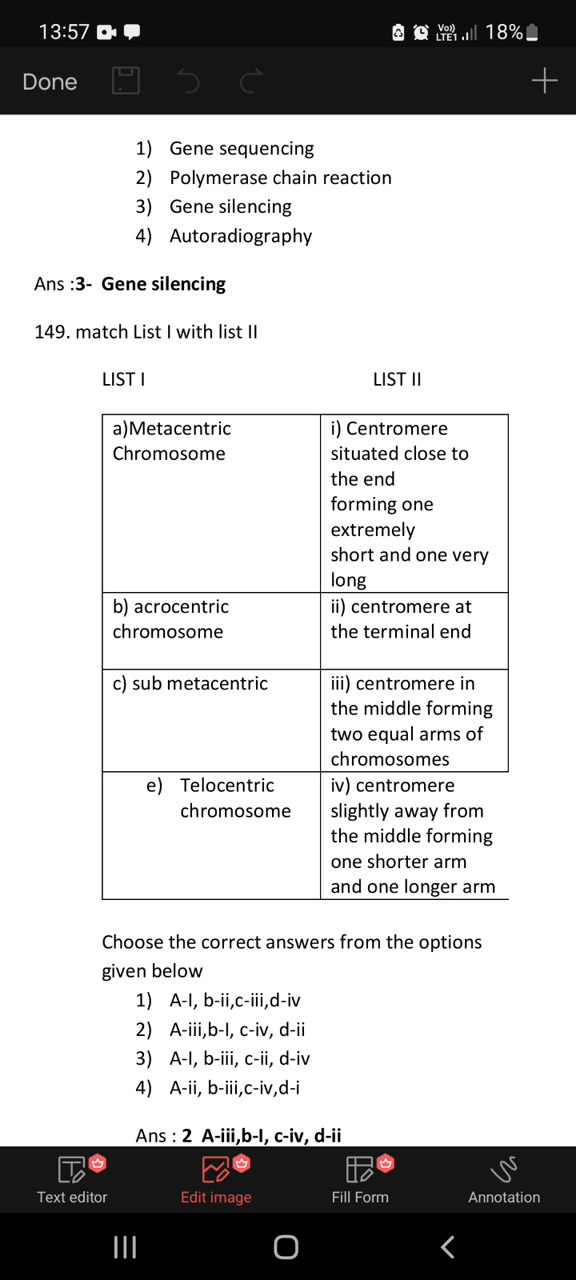 13:57
Vo)) LTE1 18%
Done
1) Gene sequencing
2) Polymerase chain reaction
3) Gene silencing
4) Autoradiography
Ans :3- Gene silencing
149. match List I with list II
LIST I LIST II
a)Metacentric
Chromosome
i) Centromere
situated close to
the end
forming one
extremely
short and one very
long
b) acrocentric
chromosome
ii) centromere at
the terminal end
c) sub metacentric
iii) centromere in
the middle forming
two equal arms of
chromosomes
e) Telocentric
chromosome
iv) centromere
slightly away from
the middle forming
one shorter arm
and one longer arm
Choose the correct answers from the options
given below
1) A-I, b-ii,c-iii,d-iv
2) A-iii,b-I, c-iv, d-ii
3) A-I, b-iii, c-ii, d-iv
4) A-ii, b-iii,c-iv,d-i
Ans : 2 A-iii,b-I, c-iv, d-ii
Text editor Edit image Fill Form Annotation